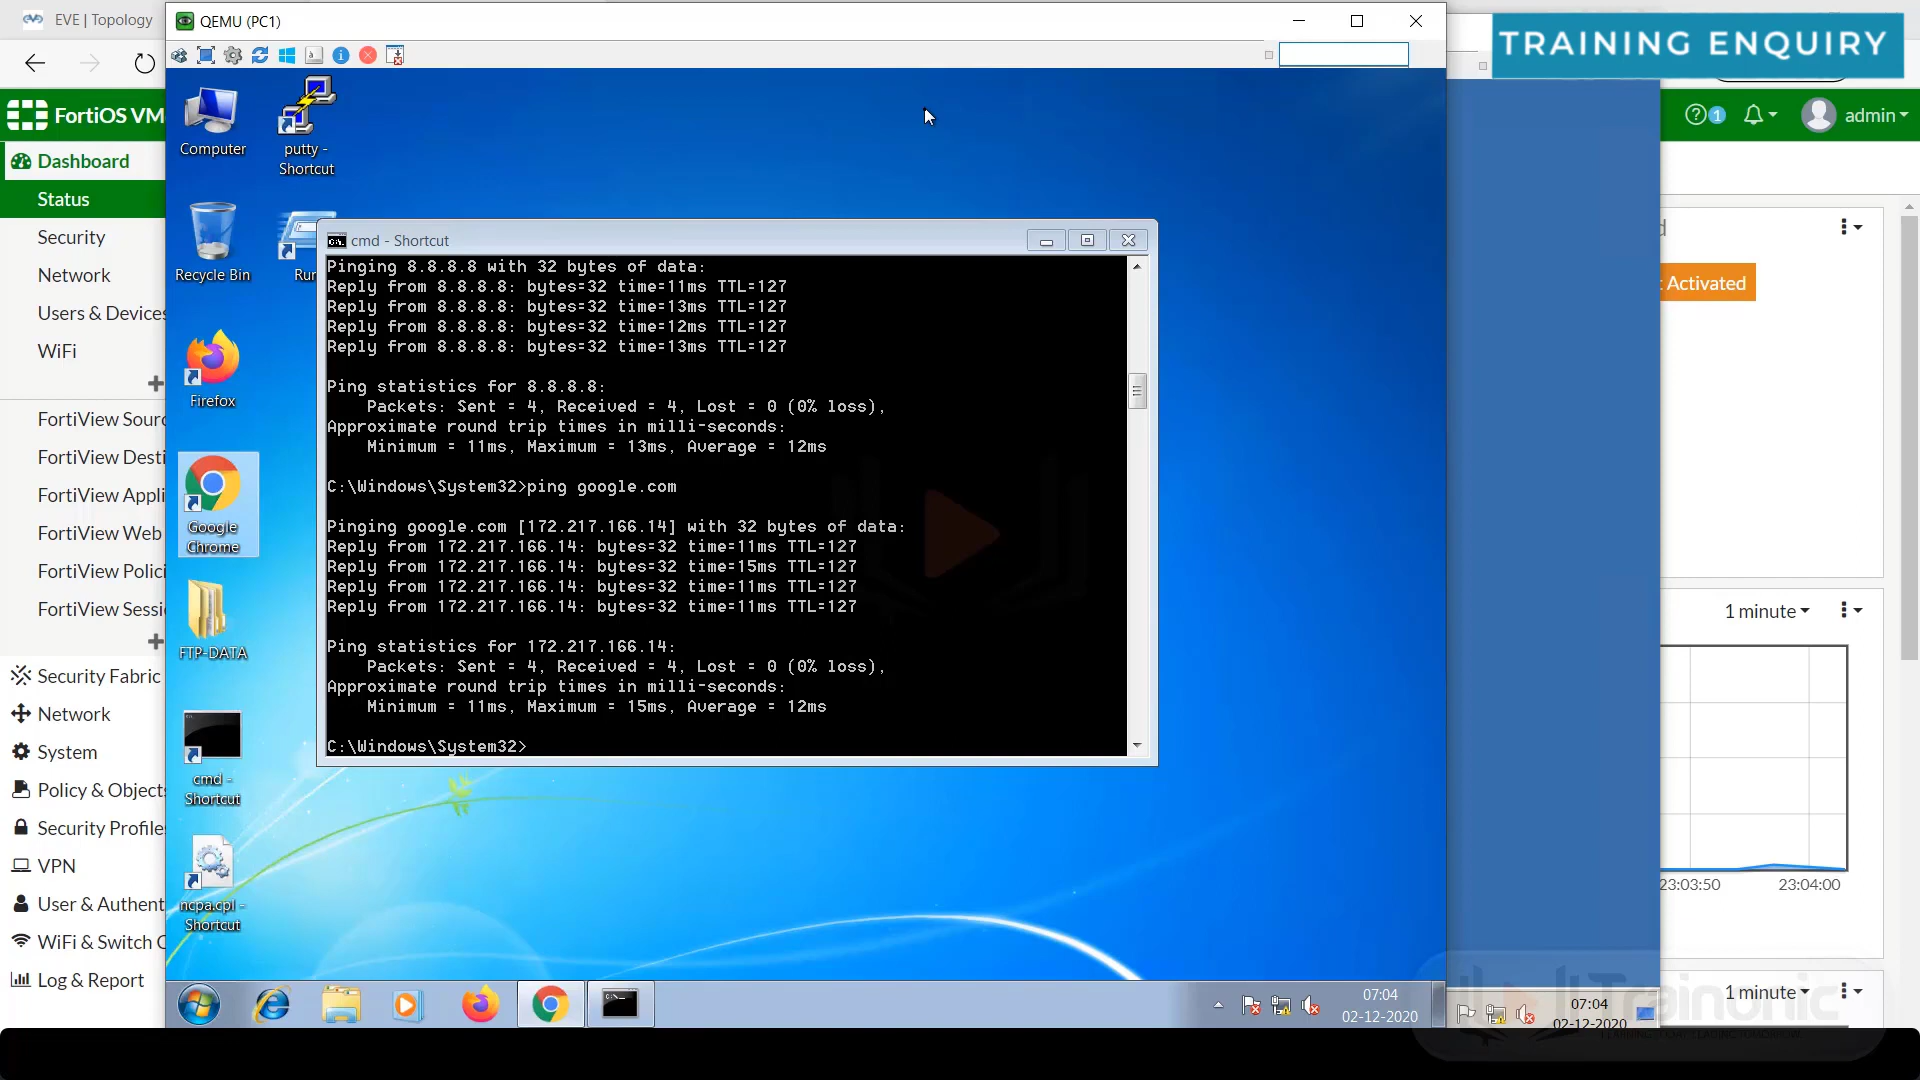 EVE | Topology
QEMU (PC1)
TRAINING ENQUIRY
FortiOS VM
1
admin
Dashboard
Status
Security
Network
Users & Devices
WiFi
FortiView Sour
FortiView Desti
FortiView Appli
FortiView Web
FortiView Polici
FortiView Sessi
Security Fabric
Network
System
Policy & Objects
Security Profile
VPN
User & Authent
WiFi & Switch C
Log & Report
Computer
putty -
Shortcut
Recycle Bin
Run
Firefox
Google
Chrome
FTP-DATA
cmd -
Shortcut
ncpa.cpl -
Shortcut
cmd - Shortcut
Pinging 8.8.8.8 with 32 bytes of data:
Reply from 8.8.8.8: bytes=32 time=11ms TTL=127
Reply from 8.8.8.8: bytes=32 time=13ms TTL=127
Reply from 8.8.8.8: bytes=32 time=12ms TTL=127
Reply from 8.8.8.8: bytes=32 time=13ms TTL=127
Ping statistics for 8.8.8.8:
Packets: Sent = 4, Received = 4, Lost = 0 (0% loss),
Approximate round trip times in milli-seconds:
Minimum = 11ms, Maximum = 13ms, Average = 12ms
C:\Windows\System32>ping google.com
Pinging google.com [172.217.166.14] with 32 bytes of data:
Reply from 172.217.166.14: bytes=32 time=11ms TTL=127
Reply from 172.217.166.14: bytes=32 time=15ms TTL=127
Reply from 172.217.166.14: bytes=32 time=11ms TTL=127
Reply from 172.217.166.14: bytes=32 time=11ms TTL=127
Ping statistics for 172.217.166.14:
Packets: Sent = 4, Received = 4, Lost = 0 (0% loss),
Approximate round trip times in milli-seconds:
Minimum = 11ms, Maximum = 15ms, Average = 12ms
C:\Windows\System32>
Activated
1 minute
23:03:50
23:04:00
1 minute
07:04
02-12-2020
07:04
02-12-2020